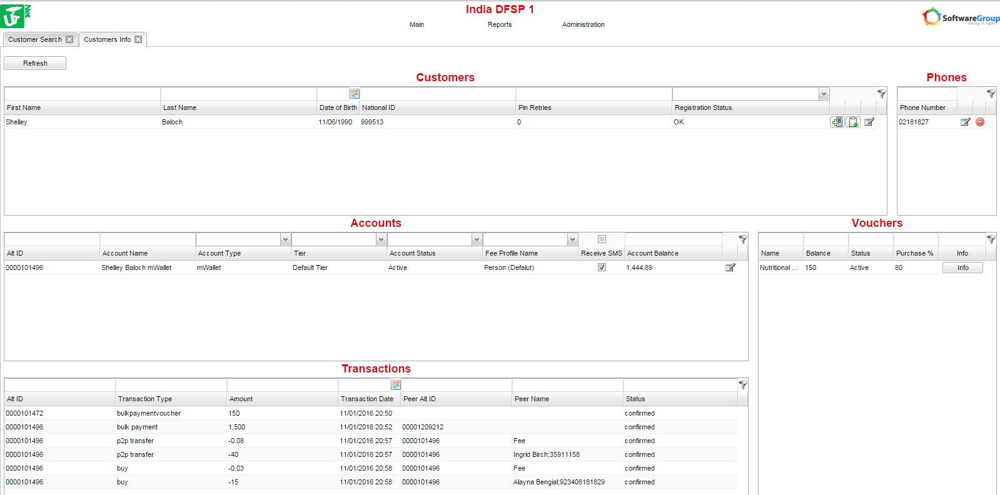 India DFSP 1
UT Net
Main Reports Administration
SoftwareGroup
doing it right
Customer Search Customers Info
Refresh
Customers
First Name Last Name Date of Birth National ID Pin Retries Registration Status
Shelley Baloch 11/06/1990 999513 0 OK
Phones
Phone Number
02181827
Accounts
Alt ID Account Name Account Type Tier Account Status Fee Profile Name Receive SMS Account Balance
0000101496 Shelley Baloch mWallet mWallet Default Tier Active Person (Defalut) 1,444.89
Vouchers
Name Balance Status Purchase % Info
Nutritional ... 150 Active 80 Info
Transactions
Alt ID Transaction Type Amount Transaction Date Peer Alt ID Peer Name Status
0000101472 bulkpaymentvoucher 150 11/01/2016 20:50 confirmed
0000101496 bulk payment 1,500 11/01/2016 20:52 00001209212 confirmed
0000101496 p2p transfer -0.08 11/01/2016 20:57 0000101496 Fee confirmed
0000101496 p2p transfer -40 11/01/2016 20:57 0000101496 Ingrid Birch;35911158 confirmed
0000101496 buy -0.03 11/01/2016 20:58 0000101496 Fee confirmed
0000101496 buy -15 11/01/2016 20:58 0000101496 Alayna Bengial;923408181829 confirmed